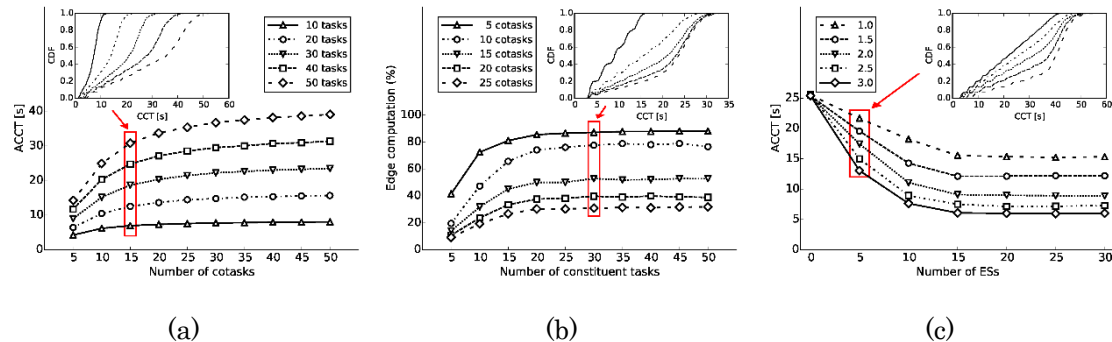 1.0
0.8
0.6
0.4
0.2
0.0
CDF
0 10 20 30 40 50 60
CCT [s]
10 tasks
20 tasks
30 tasks
40 tasks
50 tasks
40
30
20
10
0
ACCT [s]
5 10 15 20 25 30 35 40 45 50
Number of cotasks
(a)
5 cotasks
10 cotasks
15 cotasks
20 cotasks
25 cotasks
1.0
0.8
0.6
0.4
0.2
0.0
CDF
0 5 10 15 20 25 30 35
CCT [s]
100
80
60
40
20
0
Edge computation (%)
5 10 15 20 25 30 35 40 45 50
Number of constituent tasks
(b)
1.0
1.5
2.0
2.5
3.0
1.0
0.8
0.6
0.4
0.2
0.0
CDF
0 10 20 30 40 50 60
CCT [s]
25
20
15
10
5
0
ACCT [s]
0 5 10 15 20 25 30
Number of ESs
(c)